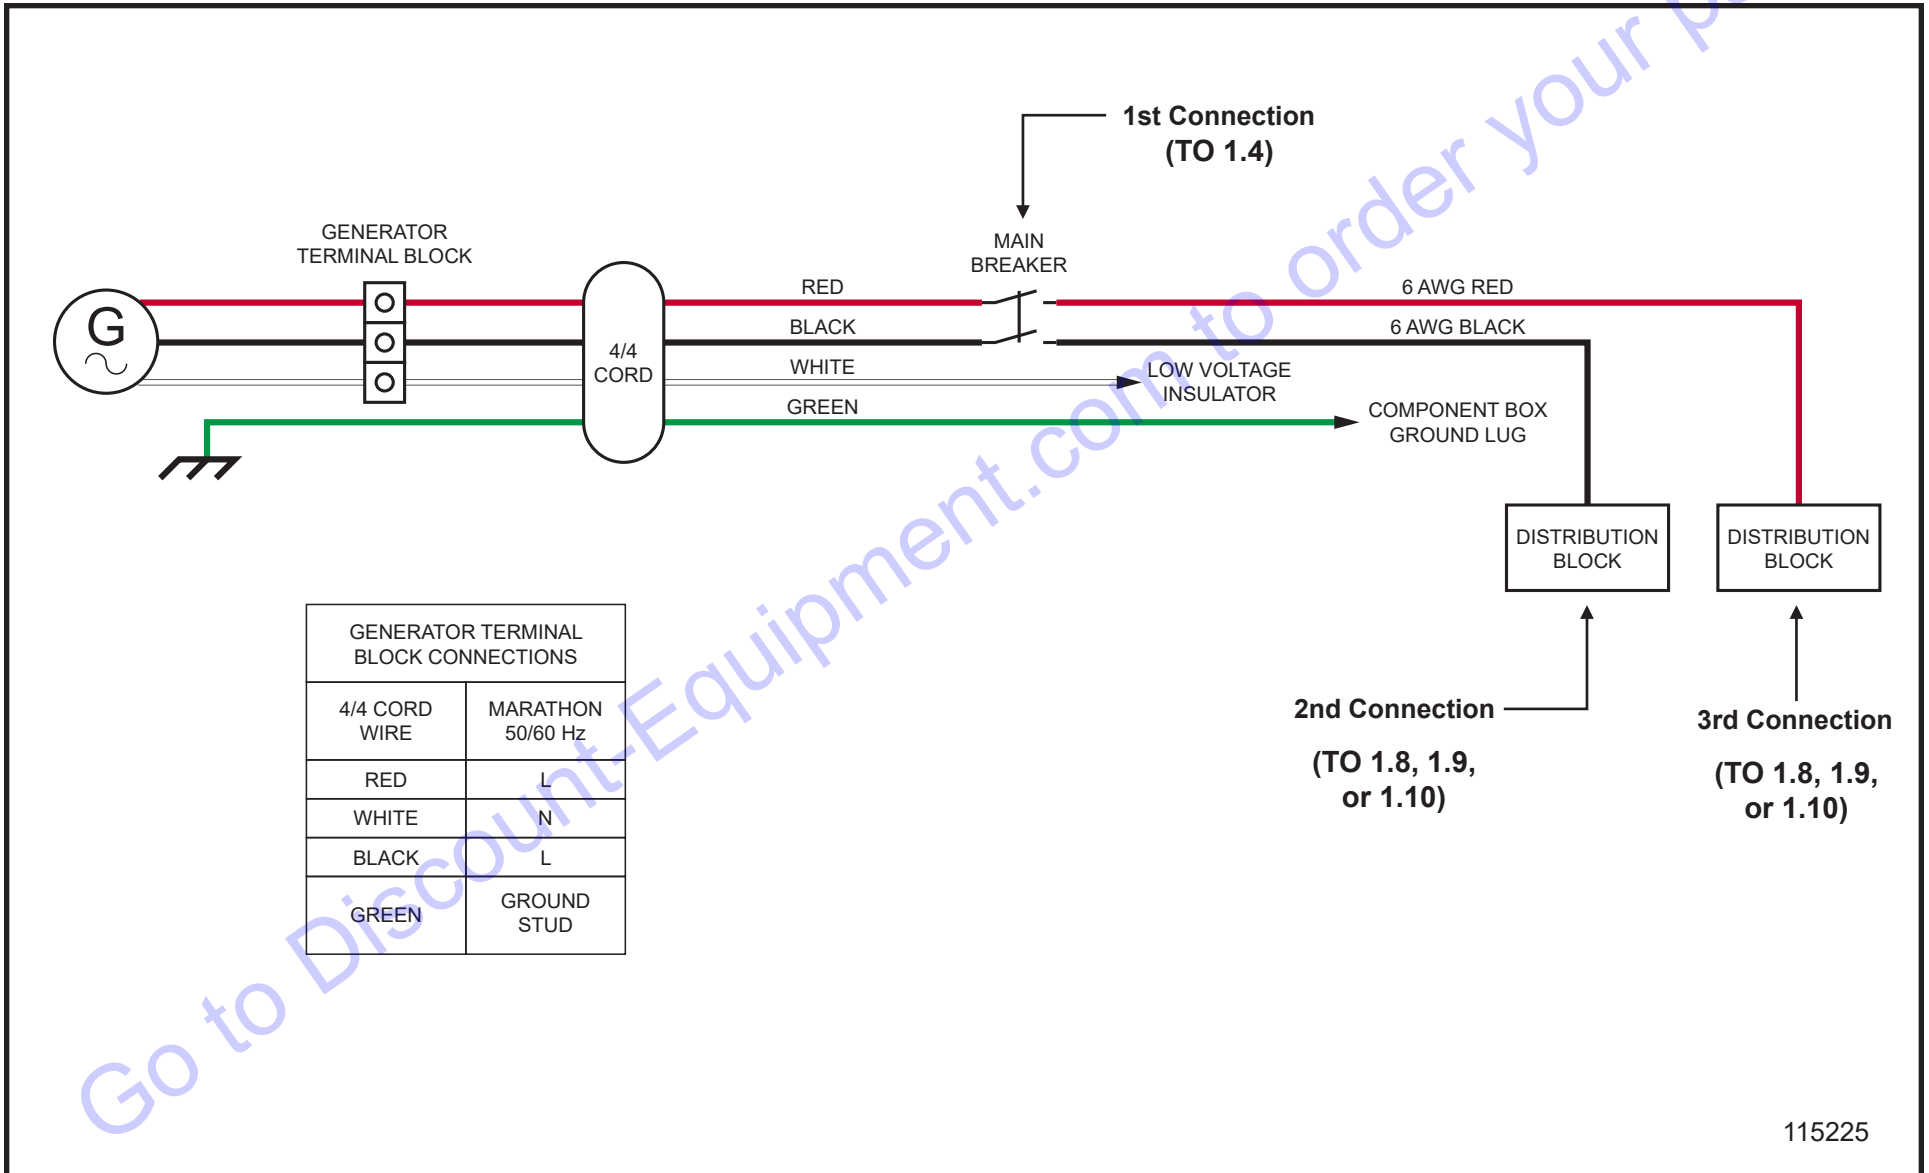 1st Connection
(TO 1.4)
GENERATOR
TERMINAL BLOCK
MAIN
BREAKER
G
4/4
CORD
RED
BLACK
WHITE
GREEN
6 AWG RED
6 AWG BLACK
LOW VOLTAGE
INSULATOR
COMPONENT BOX
GROUND LUG
DISTRIBUTION
BLOCK
DISTRIBUTION
BLOCK
2nd Connection
(TO 1.8, 1.9,
or 1.10)
3rd Connection
(TO 1.8, 1.9,
or 1.10)
GENERATOR TERMINAL
BLOCK CONNECTIONS
4/4 CORD
WIRE
MARATHON
50/60 Hz
RED
L
WHITE
N
BLACK
L
GREEN
GROUND
STUD
115225
Go to Discount-Equipment.com to order your